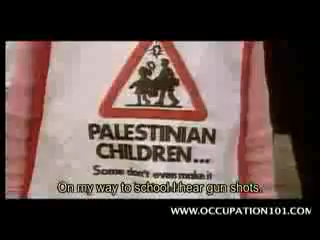 PALESTINIAN
CHILDREN...
Some don't even make it
On my way to school I hear gun shots.
WWW.OCCUPATION101.COM